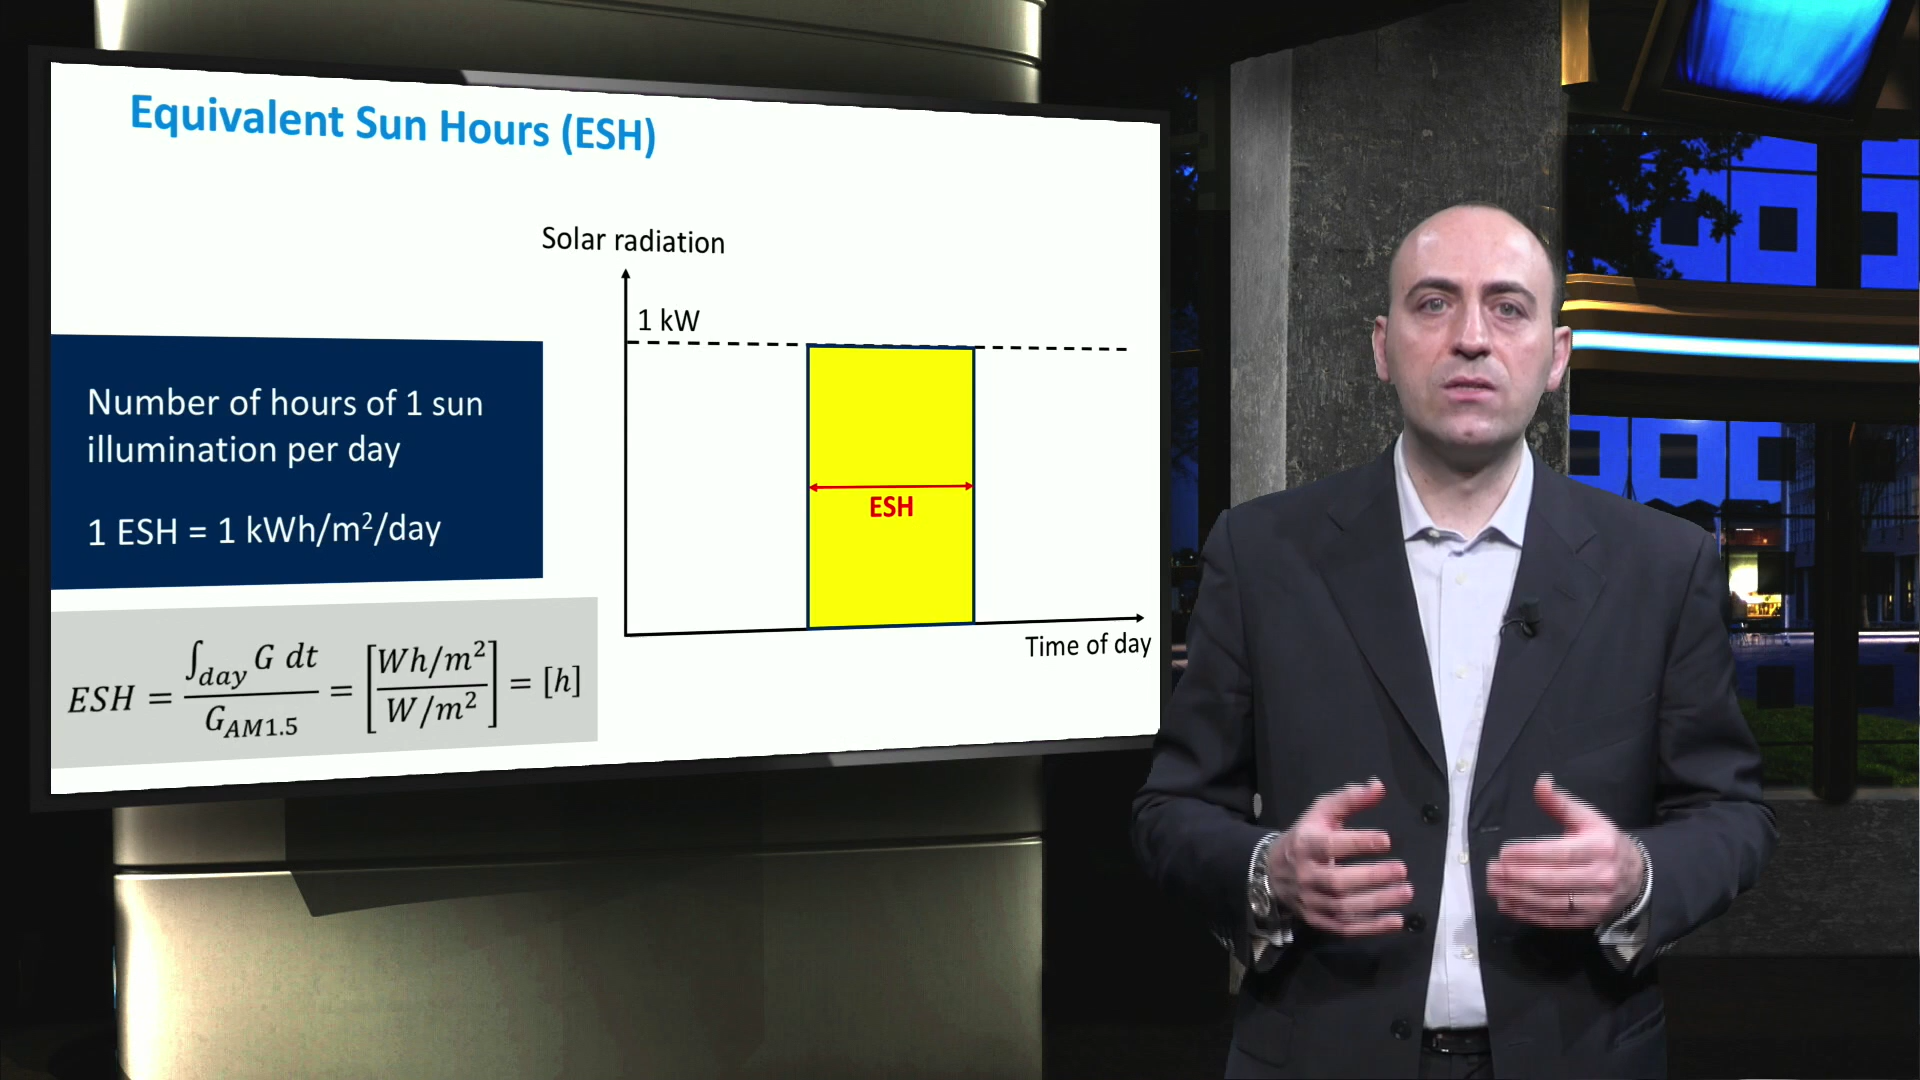 Equivalent Sun Hours (ESH)
Solar radiation
1 kW
Number of hours of 1 sun
illumination per day
1 ESH = 1 kWh/m²/day
ESH
Time of day
ESH = ∫day G dt / G_AM1.5 = [Wh/m² / W/m²] = [h]